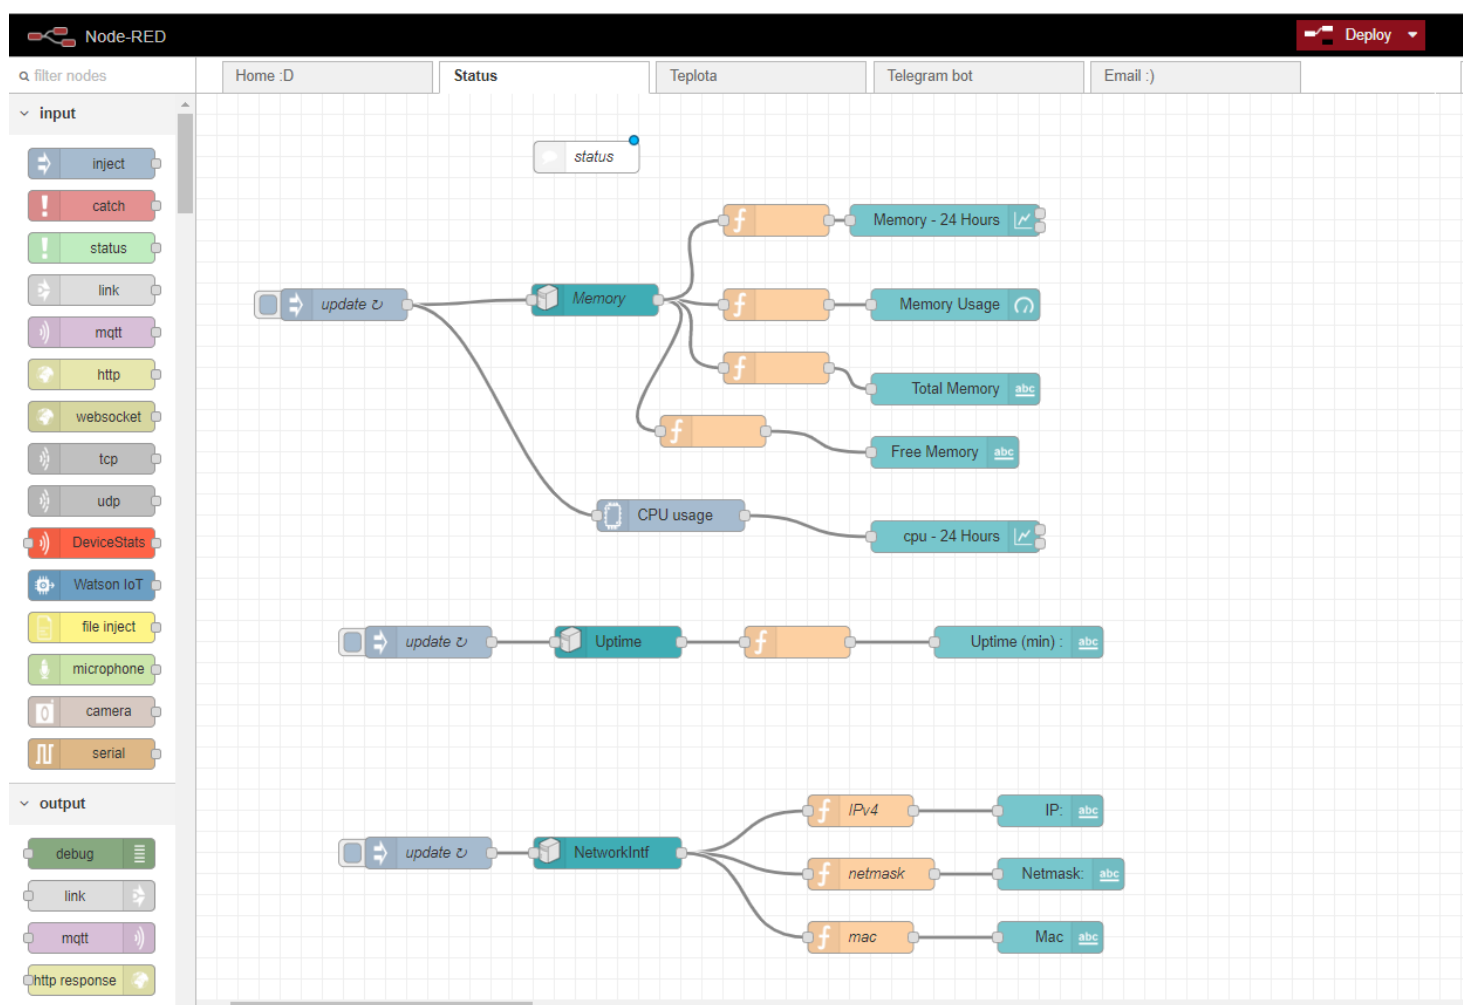 Node-RED
Deploy
filter nodes
Home :D
Status
Teplota
Telegram bot
Email :)
input
inject
catch
status
link
mqtt
http
websocket
tcp
udp
DeviceStats
Watson IoT
file inject
microphone
camera
serial
output
debug
link
mqtt
http response
status
update ↻
Memory
Memory - 24 Hours
Memory Usage
Total Memory
abc
Free Memory
abc
CPU usage
cpu - 24 Hours
update ↻
Uptime
Uptime (min) :
abc
update ↻
NetworkIntf
IPv4
IP:
abc
netmask
Netmask:
abc
mac
Mac
abc